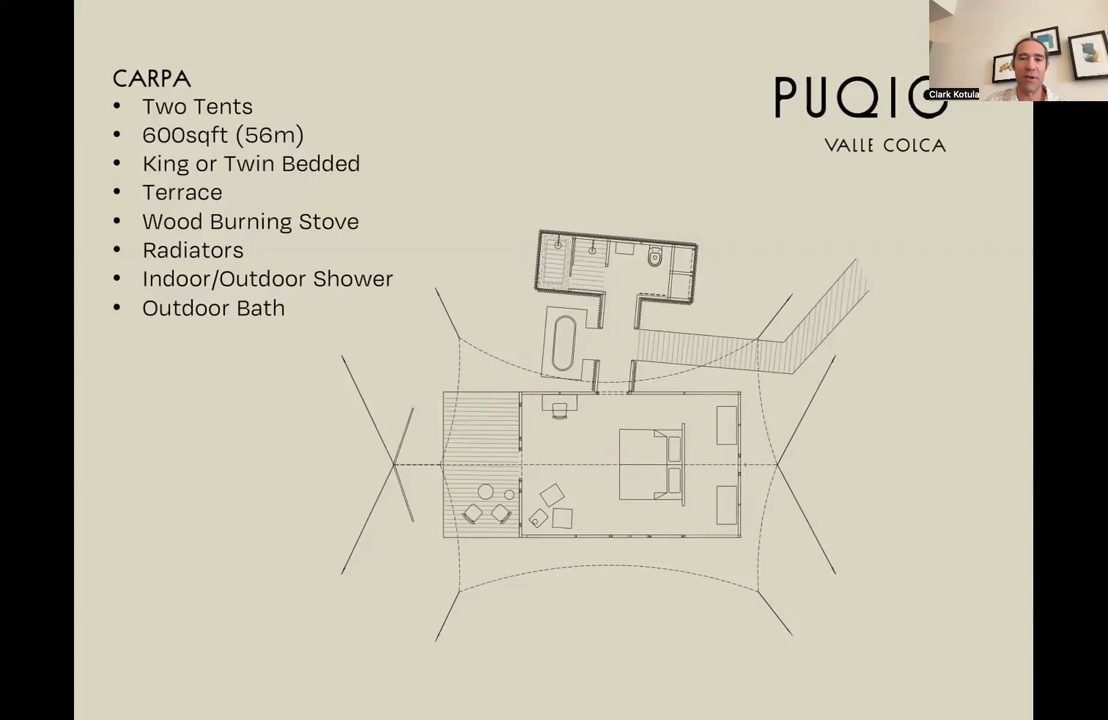 CARPA
• Two Tents
• 600sqft (56m)
• King or Twin Bedded
• Terrace
• Wood Burning Stove
• Radiators
• Indoor/Outdoor Shower
• Outdoor Bath
PUQIO
VALLE COLCA
Clark Kotula